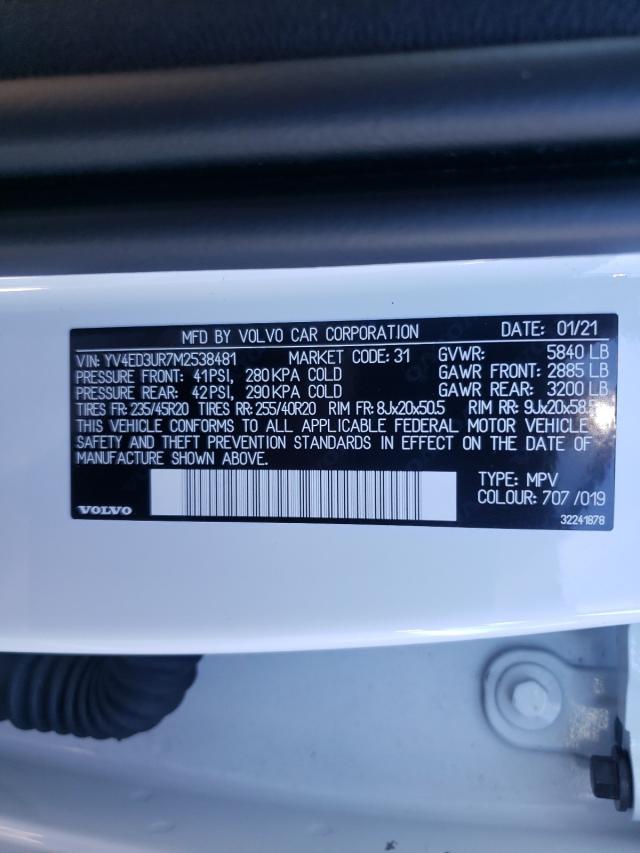 MFD BY VOLVO CAR CORPORATION DATE: 01/21
VIN: YV4ED3UR7M2538481 MARKET CODE: 31 GVWR: 5840 LB
PRESSURE FRONT: 41PSI, 280KPA COLD GAWR FRONT: 2885 LB
PRESSURE REAR: 42PSI, 290KPA COLD GAWR REAR: 3200 LB
TIRES FR: 235/45R20 TIRES RR: 255/40R20 RIM FR: 8Jx20x50.5 RIM RR: 9Jx20x58.5
THIS VEHICLE CONFORMS TO ALL APPLICABLE FEDERAL MOTOR VEHICLE
SAFETY AND THEFT PREVENTION STANDARDS IN EFFECT ON THE DATE OF
MANUFACTURE SHOWN ABOVE.
TYPE: MPV
COLOUR: 707 /019
VOLVO
32241878